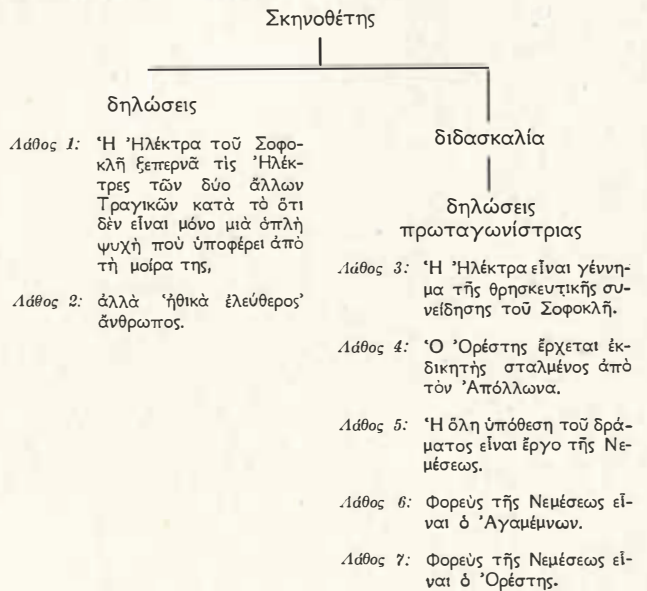 Σκηνοθέτης
δηλώσεις
Λάθος 1: Ἡ Ἠλέκτρα τοῦ Σοφο-
κλῆ ξεπερνᾶ τὶς Ἠλέκ-
τρες τῶν δύο ἄλλων
Τραγικῶν κατὰ τὸ ὅτι
δὲν εἶναι μόνο μιὰ ἁπλὴ
ψυχὴ ποὺ ὑποφέρει ἀπὸ
τὴ μοίρα της,
Λάθος 2: ἀλλὰ ‘ἠθικὰ ἐλεύθερος’
ἄνθρωπος.
διδασκαλία
δηλώσεις
πρωταγωνίστριας
Λάθος 3: Ἡ Ἠλέκτρα εἶναι γέννη-
μα τῆς θρησκευτικῆς συ-
νείδησης τοῦ Σοφοκλῆ.
Λάθος 4: Ὁ Ὀρέστης ἔρχεται ἐκ-
δικητὴς σταλμένος ἀπὸ
τὸν Ἀπόλλωνα.
Λάθος 5: Ἡ ὅλη ὑπόθεση τοῦ δρά-
ματος εἶναι ἔργο τῆς Νε-
μέσεως.
Λάθος 6: Φορεὺς τῆς Νεμέσεως εἶ-
ναι ὁ Ἀγαμέμνων.
Λάθος 7: Φορεὺς τῆς Νεμέσεως εἶ-
ναι ὁ Ὀρέστης.